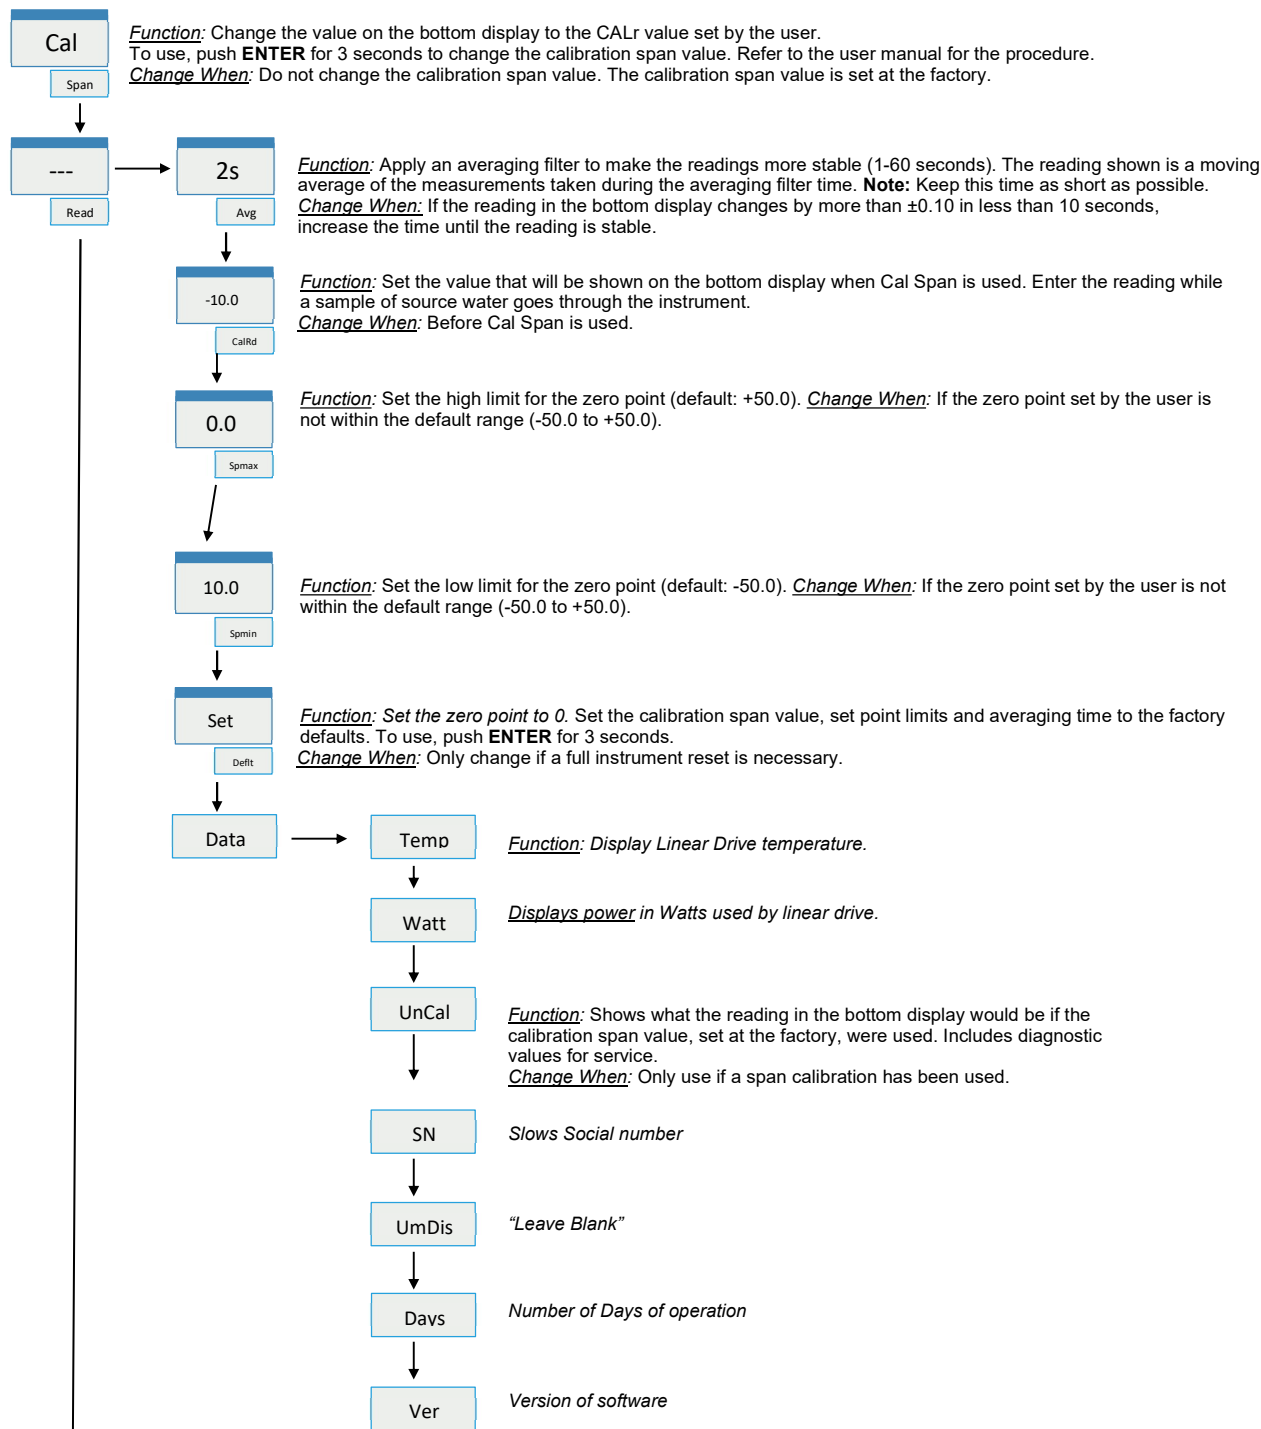 Cal
Span
Function: Change the value on the bottom display to the CALr value set by the user.
To use, push ENTER for 3 seconds to change the calibration span value. Refer to the user manual for the procedure.
Change When: Do not change the calibration span value. The calibration span value is set at the factory.
---
Read
2s
Avg
Function: Apply an averaging filter to make the readings more stable (1-60 seconds). The reading shown is a moving
average of the measurements taken during the averaging filter time. Note: Keep this time as short as possible.
Change When: If the reading in the bottom display changes by more than ±0.10 in less than 10 seconds,
increase the time until the reading is stable.
-10.0
CalRd
Function: Set the value that will be shown on the bottom display when Cal Span is used. Enter the reading while
a sample of source water goes through the instrument.
Change When: Before Cal Span is used.
0.0
Spmax
Function: Set the high limit for the zero point (default: +50.0). Change When: If the zero point set by the user is
not within the default range (-50.0 to +50.0).
10.0
Spmin
Function: Set the low limit for the zero point (default: -50.0). Change When: If the zero point set by the user is not
within the default range (-50.0 to +50.0).
Set
Deflt
Function: Set the zero point to 0. Set the calibration span value, set point limits and averaging time to the factory
defaults. To use, push ENTER for 3 seconds.
Change When: Only change if a full instrument reset is necessary.
Data
Temp
Function: Display Linear Drive temperature.
Watt
Displays power in Watts used by linear drive.
UnCal
Function: Shows what the reading in the bottom display would be if the
calibration span value, set at the factory, were used. Includes diagnostic
values for service.
Change When: Only use if a span calibration has been used.
SN
Slows Social number
UmDis
“Leave Blank”
Days
Number of Days of operation
Ver
Version of software